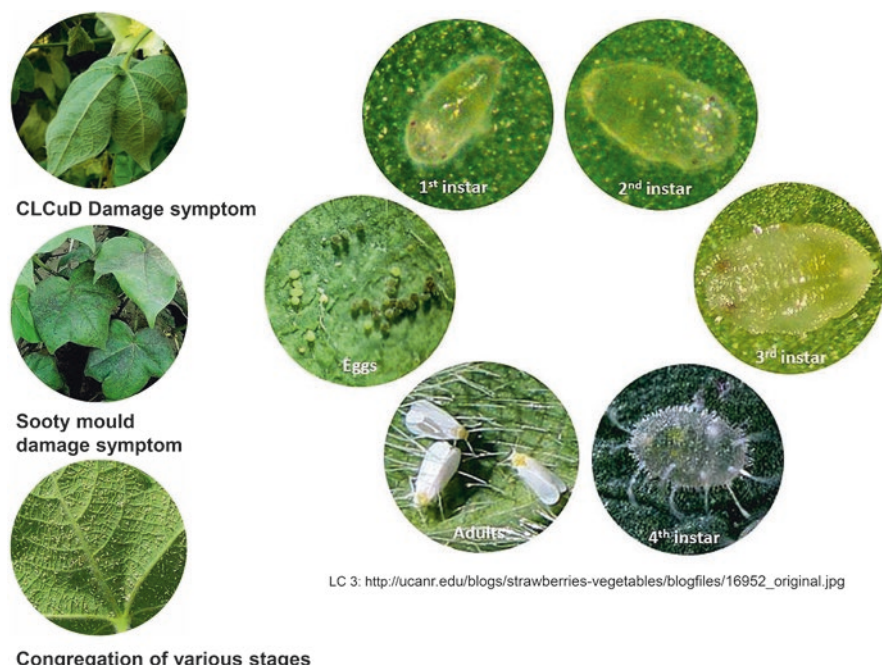 CLCuD Damage symptom
Sooty mould
damage symptom
Congregation of various stages
1st instar
2nd instar
Eggs
3rd instar
Adults
4th instar
LC 3: http://ucanr.edu/blogs/strawberries-vegetables/blogfiles/16952_original.jpg